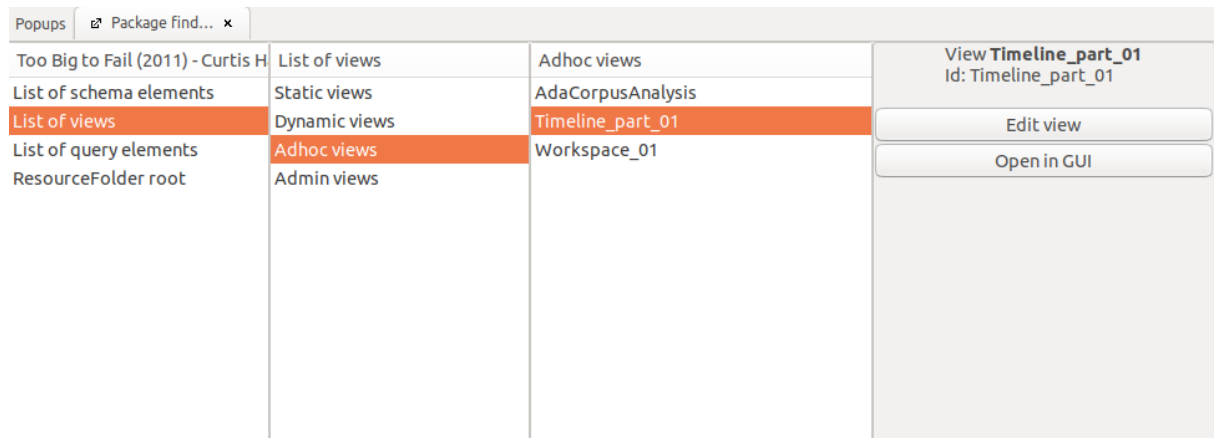 Popups
Package find... ×
Too Big to Fail (2011) - Curtis H
List of schema elements
List of views
List of query elements
ResourceFolder root
List of views
Static views
Dynamic views
Adhoc views
Admin views
Adhoc views
AdaCorpusAnalysis
Timeline_part_01
Workspace_01
View Timeline_part_01
Id: Timeline_part_01
Edit view
Open in GUI